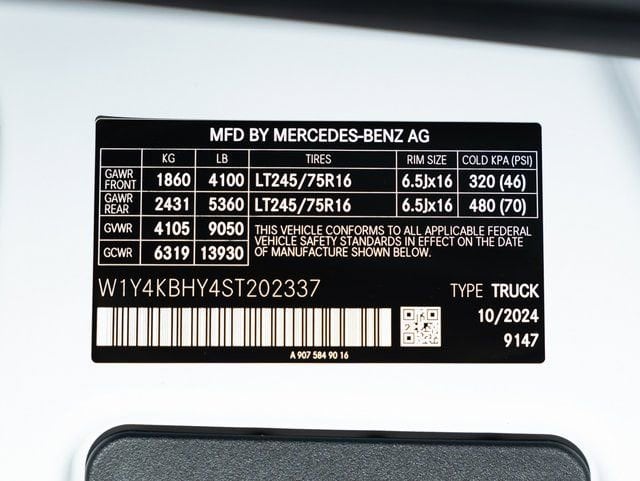 MFD BY MERCEDES-BENZ AG
KG LB TIRES RIM SIZE COLD KPA (PSI)
GAWR FRONT 1860 4100 LT245/75R16 6.5Jx16 320 (46)
GAWR REAR 2431 5360 LT245/75R16 6.5Jx16 480 (70)
GVWR 4105 9050
GCWR 6319 13930
THIS VEHICLE CONFORMS TO ALL APPLICABLE FEDERAL
VEHICLE SAFETY STANDARDS IN EFFECT ON THE DATE
OF MANUFACTURE SHOWN BELOW.
W1Y4KBHY4ST202337 TYPE TRUCK
10/2024
9147
A 907 584 90 16